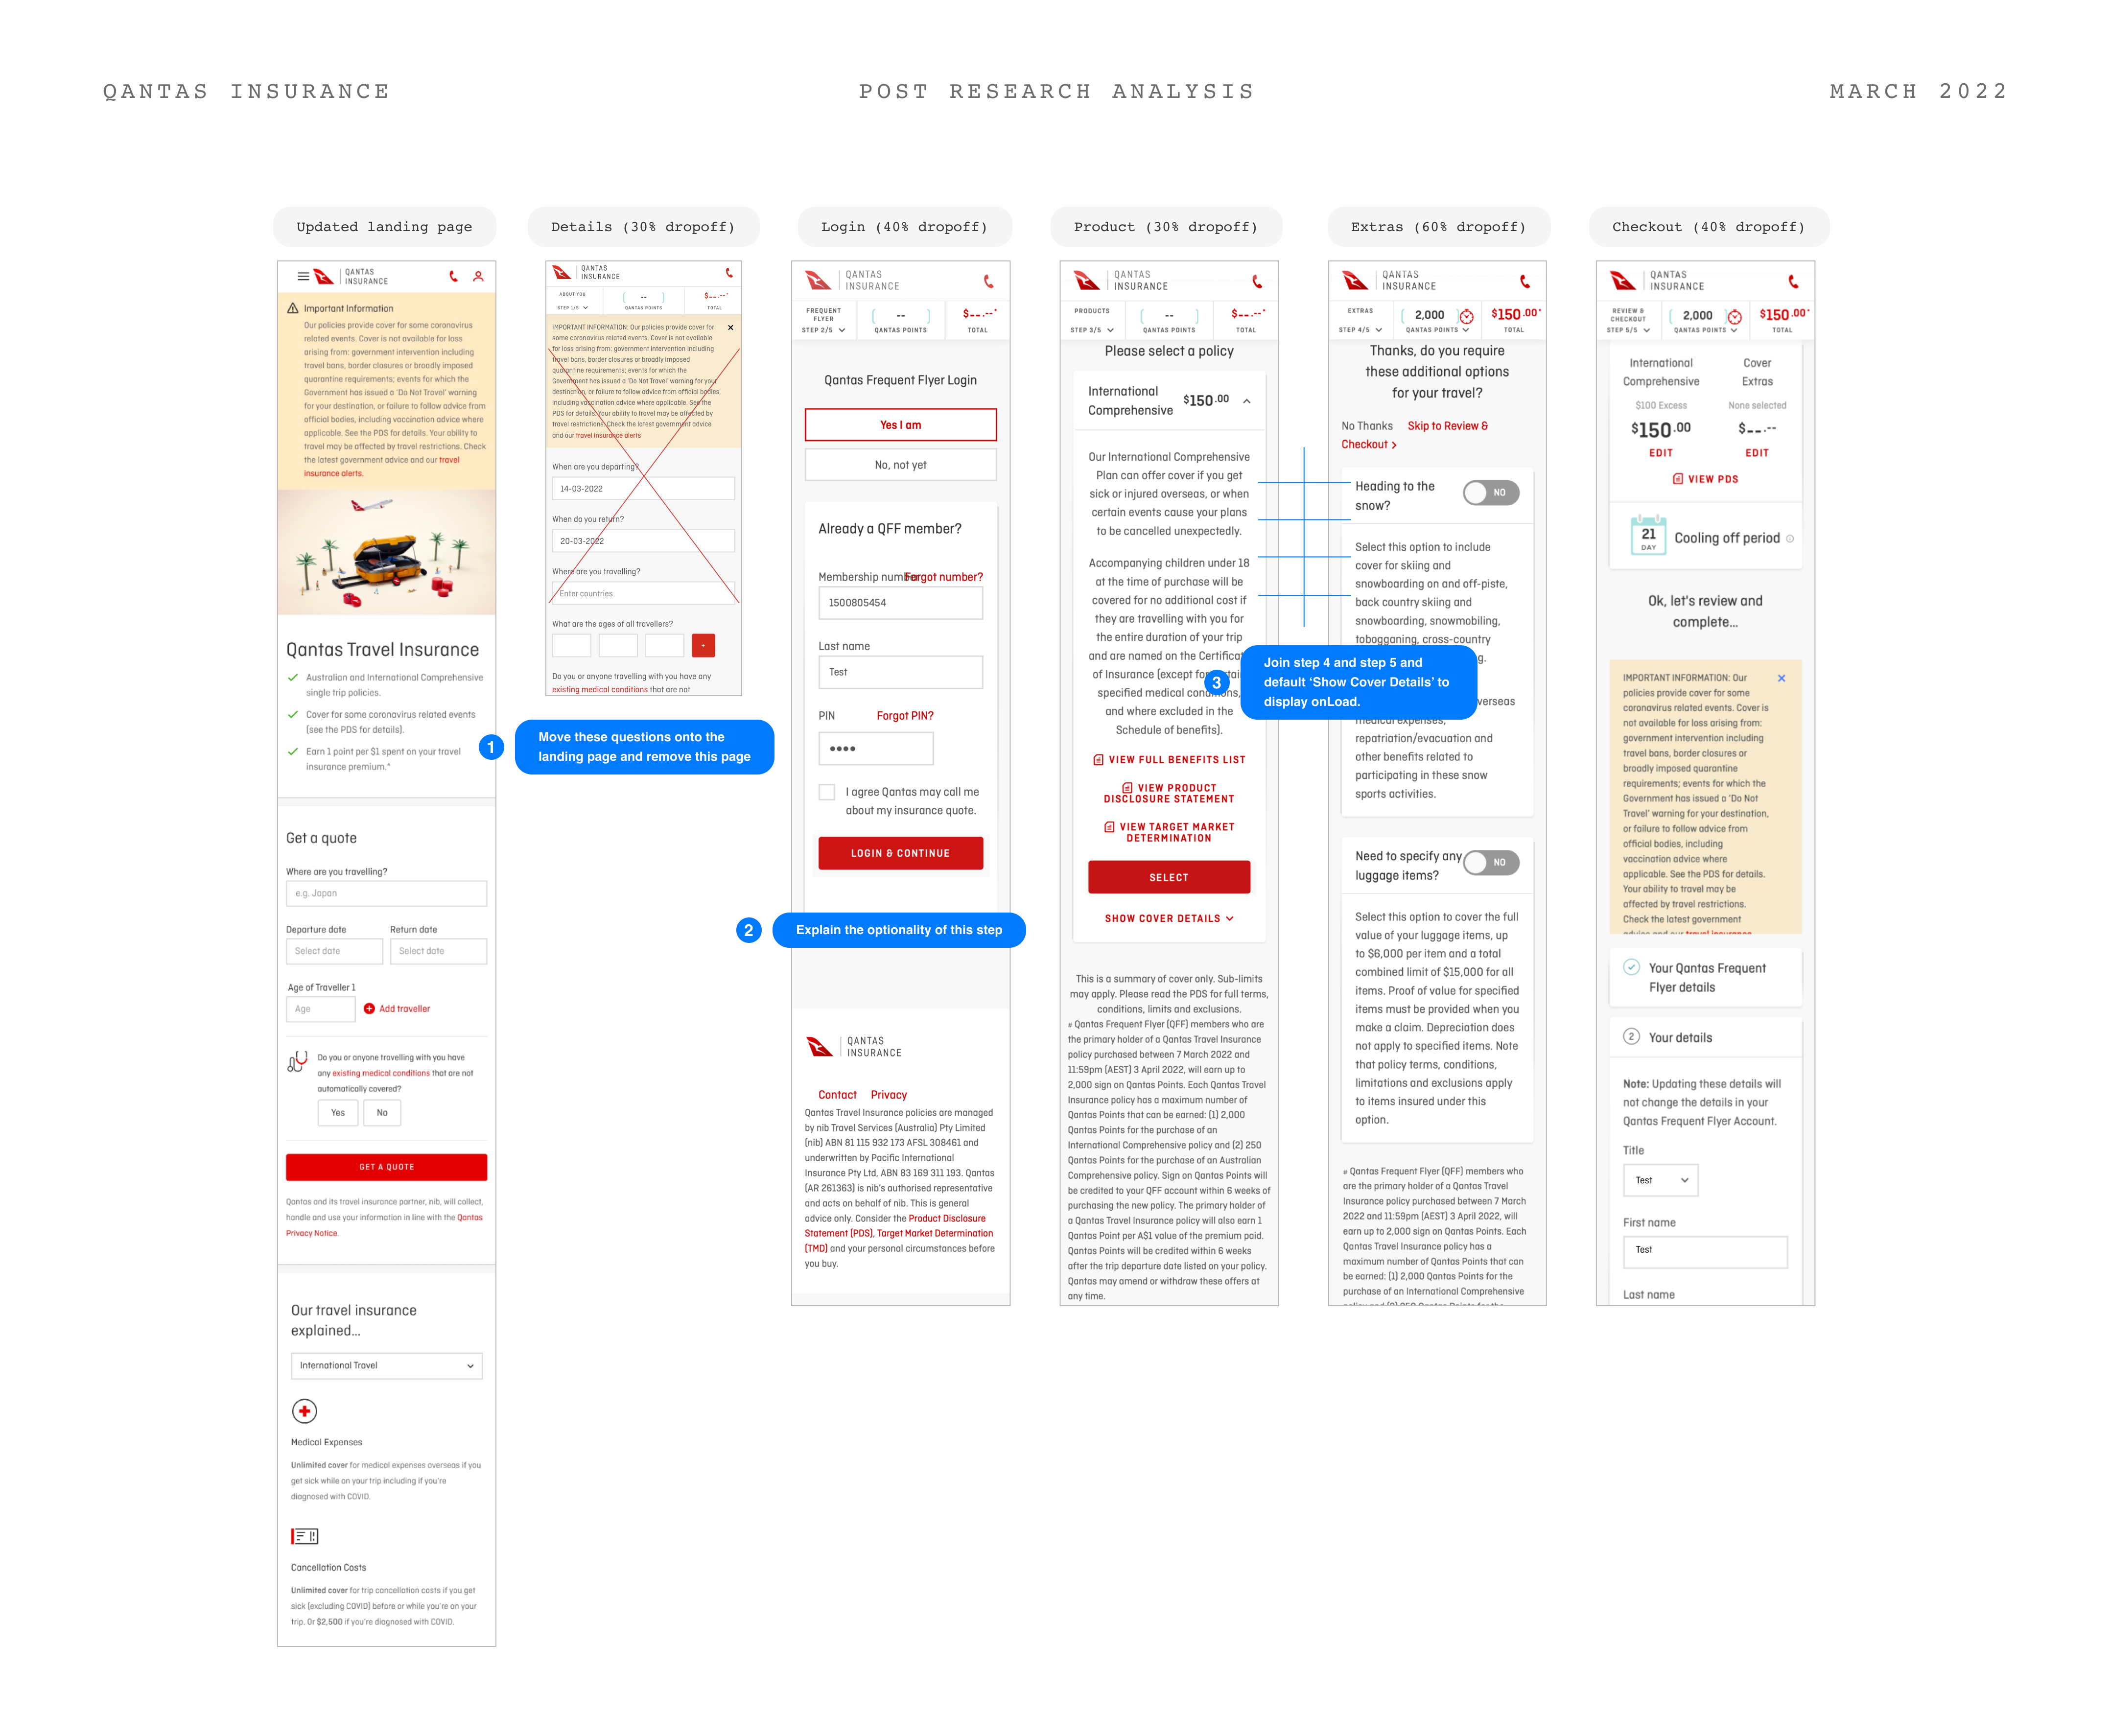 QANTAS INSURANCE
POST RESEARCH ANALYSIS
MARCH 2022
Updated landing page
QANTAS
INSURANCE
Important Information
Our policies provide cover for some coronavirus
related events. Cover is not available for loss
arising from: government intervention including
travel bans, border closures or broadly imposed
quarantine requirements; events for which the
Government has issued a 'Do Not Travel' warning
for your destination, or failure to follow advice from
official bodies, including vaccination advice where
applicable. See the PDS for details. Your ability to
travel may be affected by travel restrictions. Check
the latest government advice and our travel
insurance alerts.
Qantas Travel Insurance
Australian and International Comprehensive
single trip policies.
Cover for some coronavirus related events
(see the PDS for details).
Earn 1 point per $1 spent on your travel
insurance premium.*
Get a quote
Where are you travelling?
e.g. Japan
Departure date Return date
Select date Select date
Age of Traveller 1
Age Add traveller
Do you or anyone travelling with you have
any existing medical conditions that are not
automatically covered?
Yes No
GET A QUOTE
Qantas and its travel insurance partner, nib, will collect,
handle and use your information in line with the Qantas
Privacy Notice.
Our travel insurance
explained...
International Travel
Medical Expenses
Unlimited cover for medical expenses overseas if you
get sick while on your trip including if you're
diagnosed with COVID.
Cancellation Costs
Unlimited cover for trip cancellation costs if you get
sick (excluding COVID) before or while you're on your
trip. Or $2,500 if you're diagnosed with COVID.
Details (30% dropoff)
QANTAS
INSURANCE
ABOUT YOU -- $--.--*
STEP 1/5 QANTAS POINTS TOTAL
IMPORTANT INFORMATION: Our policies provide cover for
some coronavirus related events. Cover is not available
for loss arising from: government intervention including
travel bans, border closures or broadly imposed
quarantine requirements; events for which the
Government has issued a 'Do Not Travel' warning for your
destination, or failure to follow advice from official bodies,
including vaccination advice where applicable. See the
PDS for details. Your ability to travel may be affected by
travel restrictions. Check the latest government advice
and our travel insurance alerts
When are you departing?
14-03-2022
When do you return?
20-03-2022
Where are you travelling?
Enter countries
What are the ages of all travellers?
+
Do you or anyone travelling with you have any
existing medical conditions that are not
1
Move these questions onto the
landing page and remove this page
Login (40% dropoff)
QANTAS
INSURANCE
FREQUENT
FLYER -- $--.--*
STEP 2/5 QANTAS POINTS TOTAL
Qantas Frequent Flyer Login
Yes I am
No, not yet
Already a QFF member?
Membership number Forgot number?
1500805454
Last name
Test
PIN Forgot PIN?
I agree Qantas may call me
about my insurance quote.
LOGIN & CONTINUE
2
Explain the optionality of this step
QANTAS
INSURANCE
Contact Privacy
Qantas Travel Insurance policies are managed
by nib Travel Services (Australia) Pty Limited
(nib) ABN 81 115 932 173 AFSL 308461 and
underwritten by Pacific International
Insurance Pty Ltd, ABN 83 169 311 193. Qantas
(AR 261363) is nib's authorised representative
and acts on behalf of nib. This is general
advice only. Consider the Product Disclosure
Statement (PDS), Target Market Determination
(TMD) and your personal circumstances before
you buy.
Product (30% dropoff)
QANTAS
INSURANCE
PRODUCTS -- $--.--*
STEP 3/5 QANTAS POINTS TOTAL
Please select a policy
International
Comprehensive $150.00
Our International Comprehensive
Plan can offer cover if you get
sick or injured overseas, or when
certain events cause your plans
to be cancelled unexpectedly.
Accompanying children under 18
at the time of purchase will be
covered for no additional cost if
they are travelling with you for
the entire duration of your trip
and are named on the Certificat
of Insurance (except for tai
specified medical conditions,
and where excluded in the
Schedule of benefits).
VIEW FULL BENEFITS LIST
VIEW PRODUCT
DISCLOSURE STATEMENT
VIEW TARGET MARKET
DETERMINATION
SELECT
SHOW COVER DETAILS
This is a summary of cover only. Sub-limits
may apply. Please read the PDS for full terms,
conditions, limits and exclusions.
# Qantas Frequent Flyer (QFF) members who are
the primary holder of a Qantas Travel Insurance
policy purchased between 7 March 2022 and
11:59pm (AEST) 3 April 2022, will earn up to
2,000 sign on Qantas Points. Each Qantas Travel
Insurance policy has a maximum number of
Qantas Points that can be earned: (1) 2,000
Qantas Points for the purchase of an
International Comprehensive policy and (2) 250
Qantas Points for the purchase of an Australian
Comprehensive policy. Sign on Qantas Points will
be credited to your QFF account within 6 weeks of
purchasing the new policy. The primary holder of
a Qantas Travel Insurance policy will also earn 1
Qantas Point per A$1 value of the premium paid.
Qantas Points will be credited within 6 weeks
after the trip departure date listed on your policy.
Qantas may amend or withdraw these offers at
any time.
3
Join step 4 and step 5 and
default 'Show Cover Details' to
display onLoad.
Extras (60% dropoff)
QANTAS
INSURANCE
EXTRAS 2,000 $150.00*
STEP 4/5 QANTAS POINTS TOTAL
Thanks, do you require
these additional options
for your travel?
No Thanks Skip to Review &
Checkout >
Heading to the
snow? NO
Select this option to include
cover for skiing and
snowboarding on and off-piste,
back country skiing and
snowboarding, snowmobiling,
tobogganing, cross-country
g.
verseas
medical expenses,
repatriation/evacuation and
other benefits related to
participating in these snow
sports activities.
Need to specify any
luggage items? NO
Select this option to cover the full
value of your luggage items, up
to $6,000 per item and a total
combined limit of $15,000 for all
items. Proof of value for specified
items must be provided when you
make a claim. Depreciation does
not apply to specified items. Note
that policy terms, conditions,
limitations and exclusions apply
to items insured under this
option.
# Qantas Frequent Flyer (QFF) members who
are the primary holder of a Qantas Travel
Insurance policy purchased between 7 March
2022 and 11:59pm (AEST) 3 April 2022, will
earn up to 2,000 sign on Qantas Points. Each
Qantas Travel Insurance policy has a
maximum number of Qantas Points that can
be earned: (1) 2,000 Qantas Points for the
purchase of an International Comprehensive
policy and (2) 250 Qantas Points for the
Checkout (40% dropoff)
QANTAS
INSURANCE
REVIEW &
CHECKOUT 2,000 $150.00*
STEP 5/5 QANTAS POINTS TOTAL
International Cover
Comprehensive Extras
$100 Excess None selected
$150.00 $--.--
EDIT EDIT
VIEW PDS
21
DAY
Cooling off period
Ok, let's review and
complete...
IMPORTANT INFORMATION: Our
policies provide cover for some
coronavirus related events. Cover is
not available for loss arising from:
government intervention including
travel bans, border closures or
broadly imposed quarantine
requirements; events for which the
Government has issued a 'Do Not
Travel' warning for your destination,
or failure to follow advice from
official bodies, including
vaccination advice where
applicable. See the PDS for details.
Your ability to travel may be
affected by travel restrictions.
Check the latest government
advice and our travel insurance
Your Qantas Frequent
Flyer details
2 Your details
Note: Updating these details will
not change the details in your
Qantas Frequent Flyer Account.
Title
Test
First name
Test
Last name